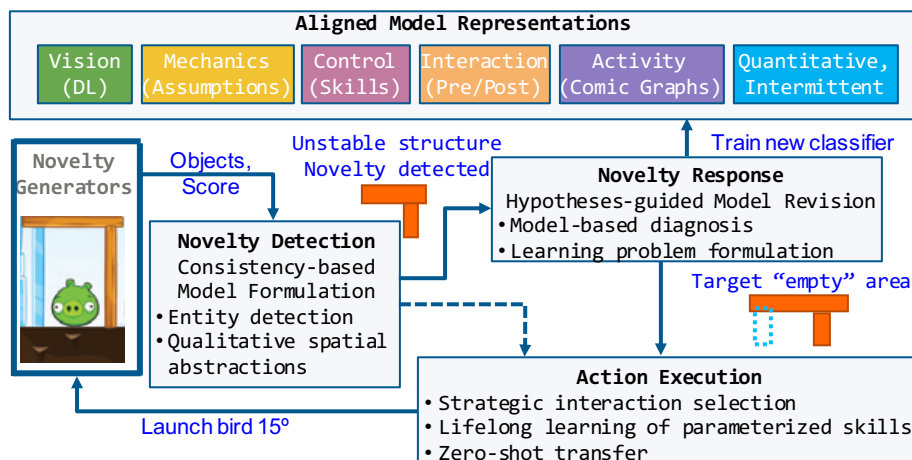 Aligned Model Representations
Vision
(DL)
Mechanics
(Assumptions)
Control
(Skills)
Interaction
(Pre/Post)
Activity
(Comic Graphs)
Quantitative,
Intermittent
Novelty
Generators
Objects,
Score
Unstable structure
Novelty detected
Train new classifier
Novelty Response
Hypotheses-guided Model Revision
• Model-based diagnosis
• Learning problem formulation
Novelty Detection
Consistency-based
Model Formulation
• Entity detection
• Qualitative spatial
abstractions
Target “empty” area
Action Execution
• Strategic interaction selection
• Lifelong learning of parameterized skills
• Zero-shot transfer
Launch bird 15º